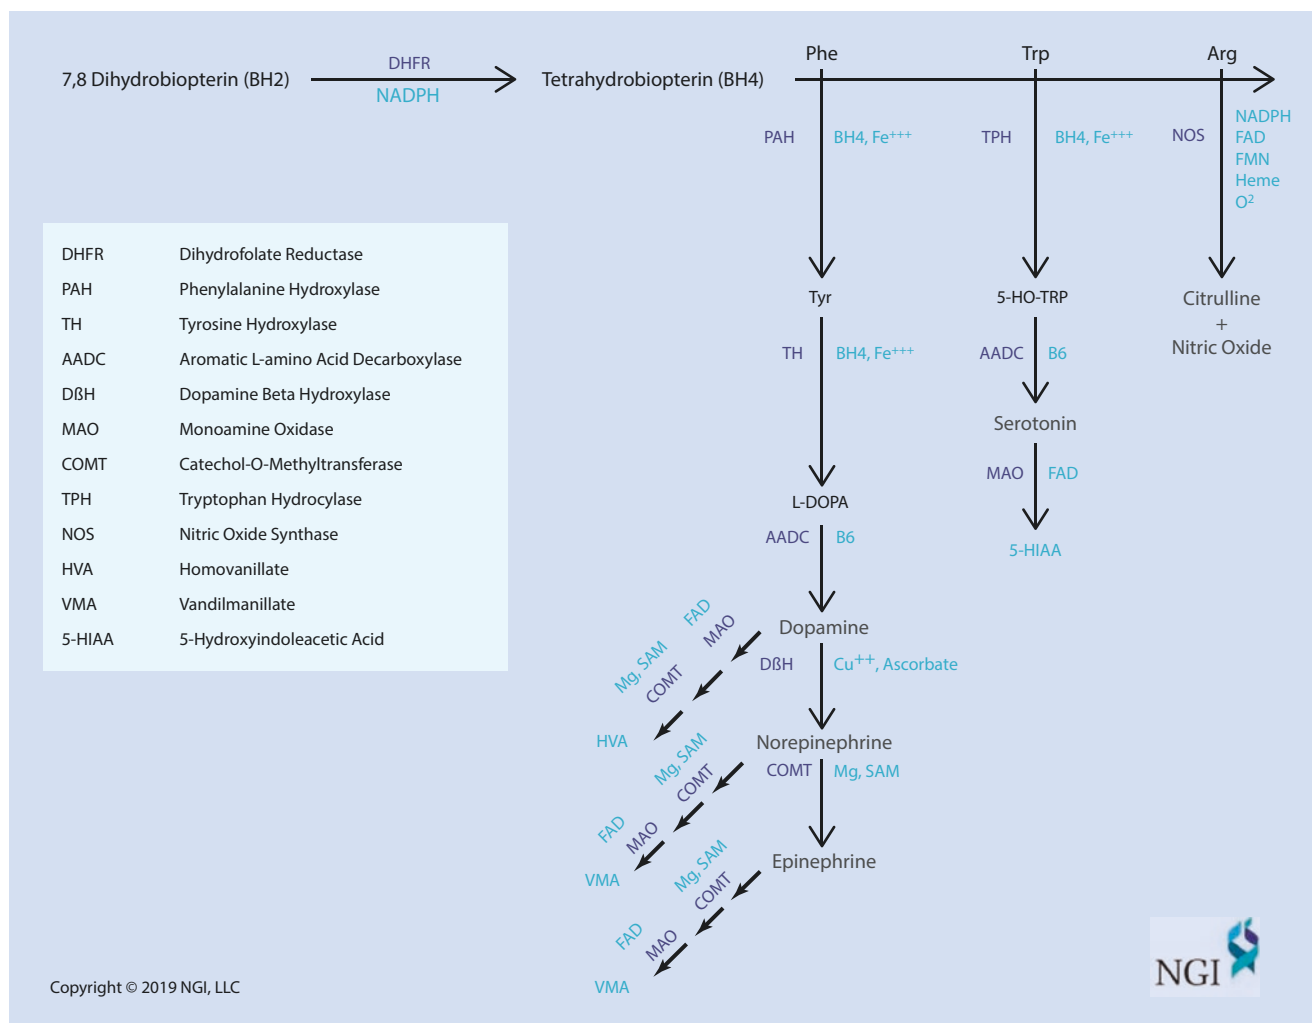 7,8 Dihydrobiopterin (BH2)
DHFR
NADPH
Tetrahydrobiopterin (BH4)
Phe
Trp
Arg
PAH
BH4, Fe+++
TPH
BH4, Fe+++
NOS
NADPH
FAD
FMN
Heme
O²
DHFR Dihydrofolate Reductase
PAH Phenylalanine Hydroxylase
TH Tyrosine Hydroxylase
AADC Aromatic L-amino Acid Decarboxylase
DßH Dopamine Beta Hydroxylase
MAO Monoamine Oxidase
COMT Catechol-O-Methyltransferase
TPH Tryptophan Hydrocylase
NOS Nitric Oxide Synthase
HVA Homovanillate
VMA Vandilmanillate
5-HIAA 5-Hydroxyindoleacetic Acid
Tyr
5-HO-TRP
Citrulline
+
Nitric Oxide
TH
BH4, Fe+++
AADC
B6
Serotonin
MAO
FAD
5-HIAA
L-DOPA
AADC
B6
Dopamine
FAD
MAO
Mg, SAM
COMT
HVA
DßH
Cu++, Ascorbate
Norepinephrine
Mg, SAM
COMT
FAD
MAO
VMA
COMT
Mg, SAM
Epinephrine
Mg, SAM
COMT
FAD
MAO
VMA
NGI
Copyright © 2019 NGI, LLC